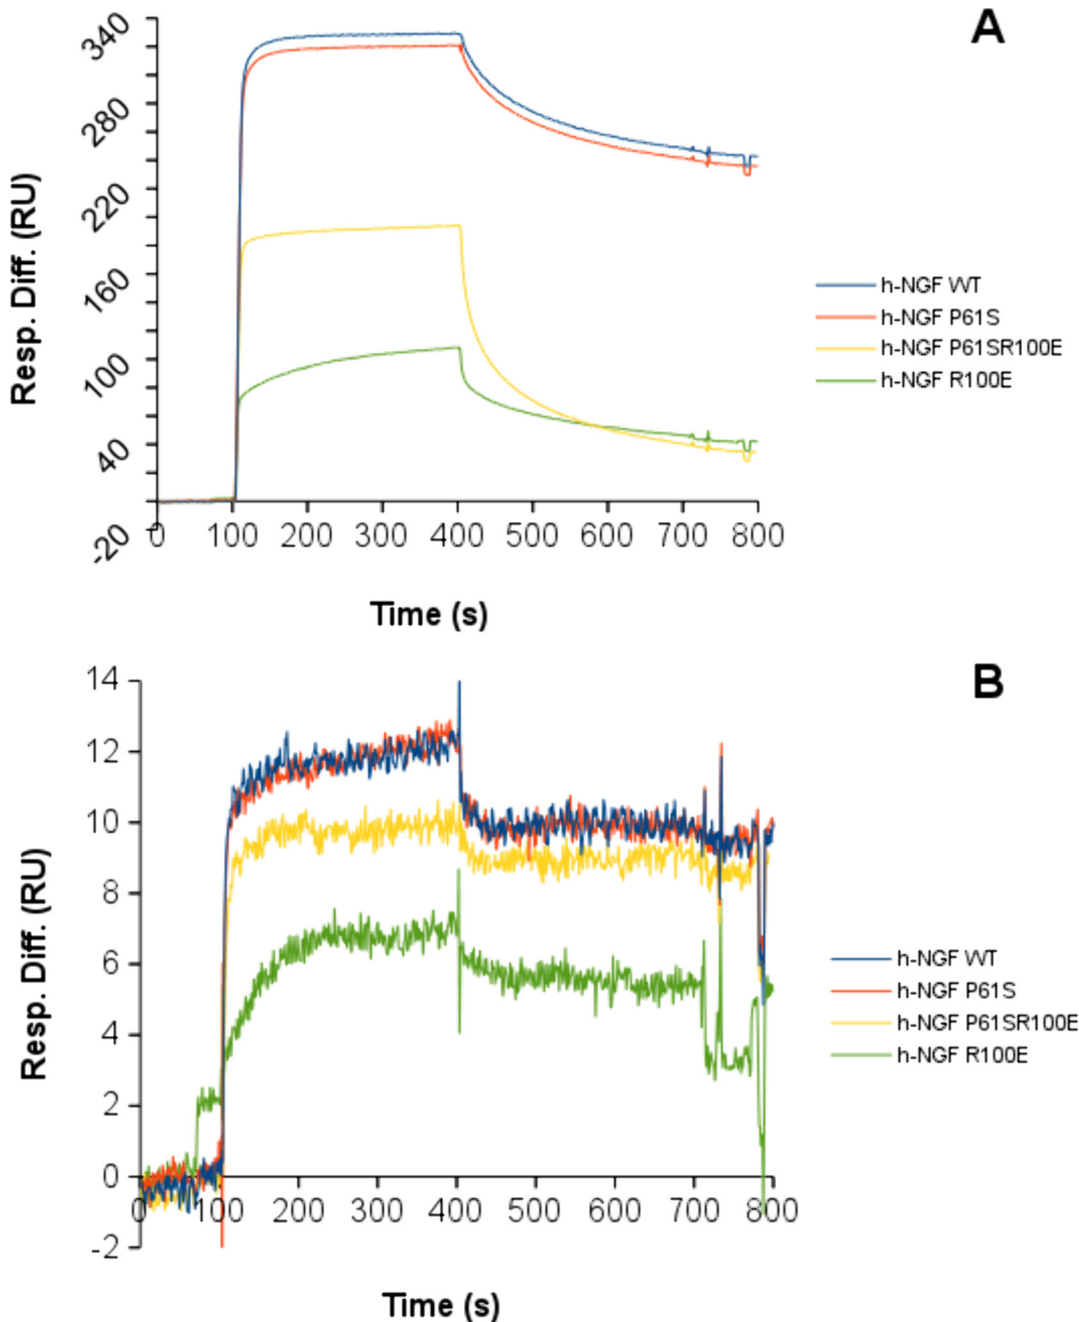 A
340
280
220
160
100
40
-20
Resp. Diff. (RU)
0 100 200 300 400 500 600 700 800
Time (s)
h-NGF WT
h-NGF P61S
h-NGF P61SR100E
h-NGF R100E
B
14
12
10
8
6
4
2
0
-2
Resp. Diff. (RU)
0 100 200 300 400 500 600 700 800
Time (s)
h-NGF WT
h-NGF P61S
h-NGF P61SR100E
h-NGF R100E